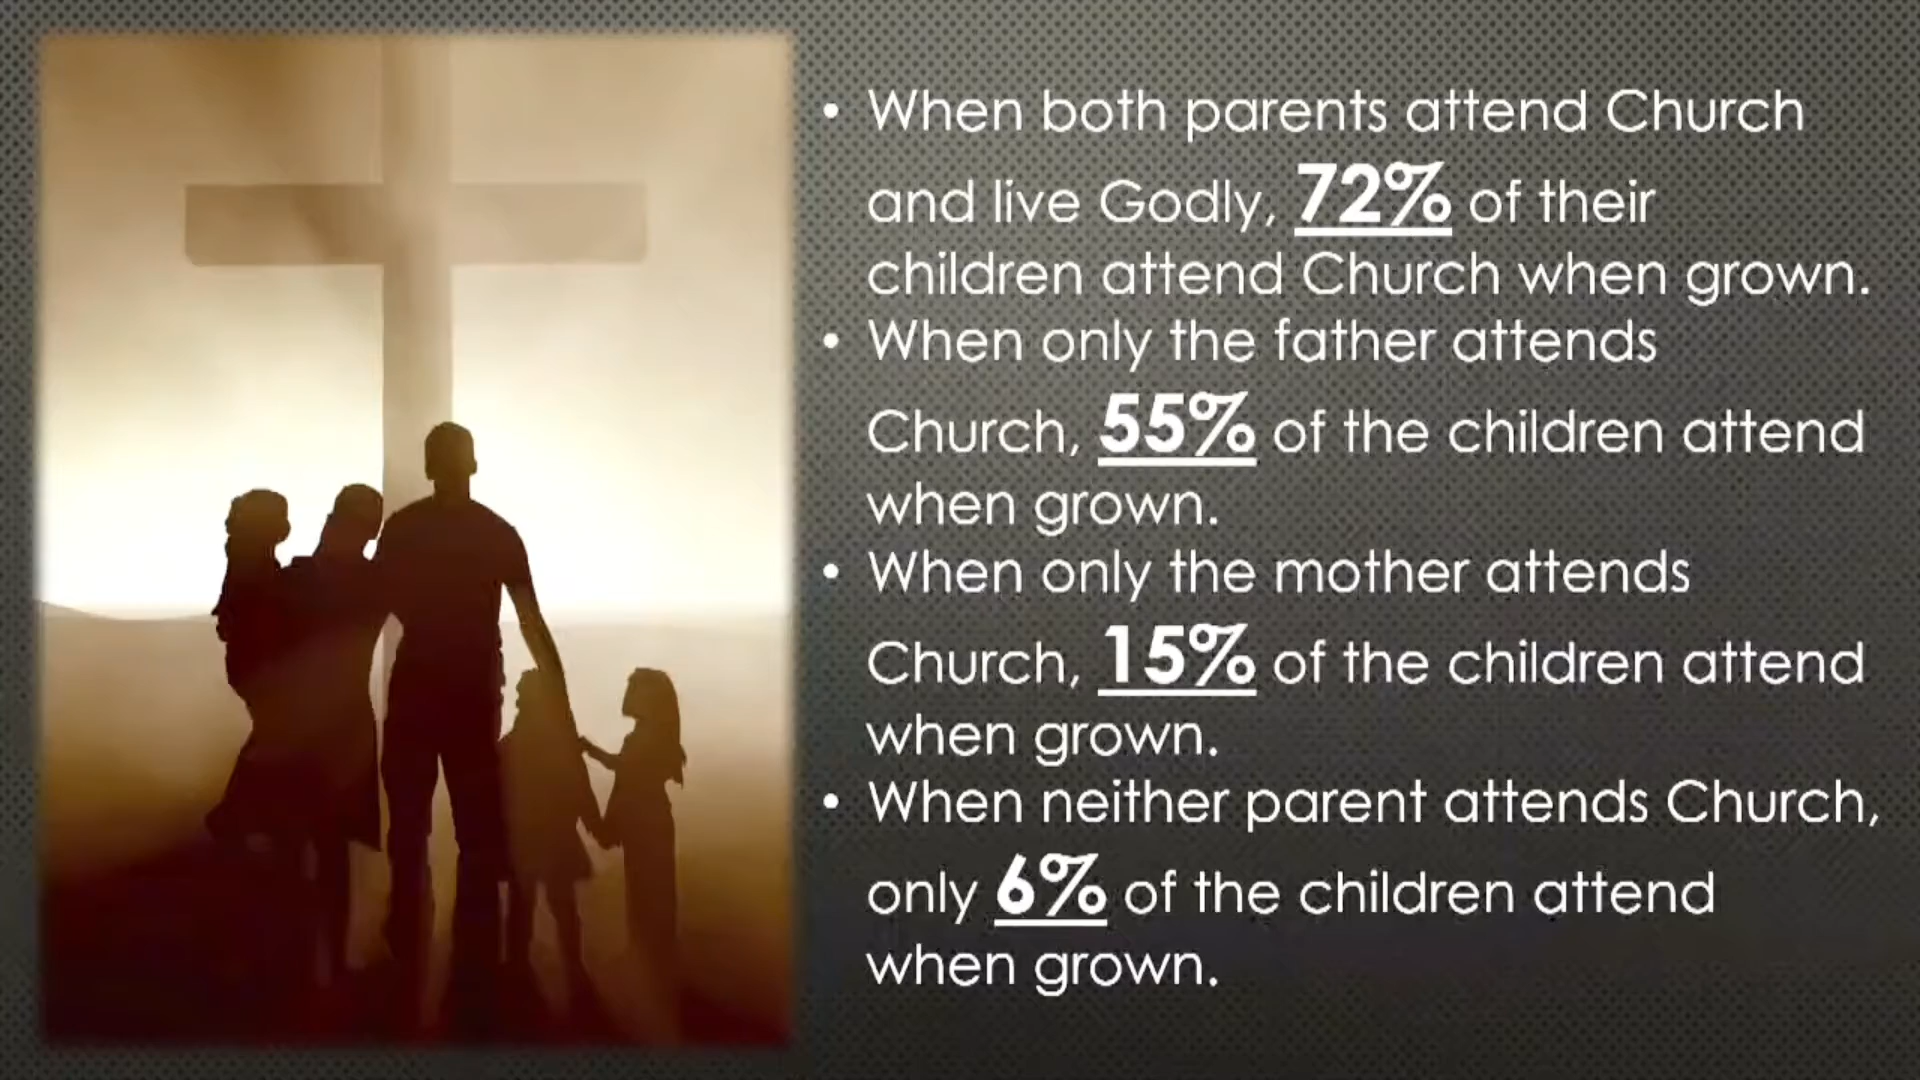 • When both parents attend Church
and live Godly, 72% of their
children attend Church when grown.
• When only the father attends
Church, 55% of the children attend
when grown.
• When only the mother attends
Church, 15% of the children attend
when grown.
• When neither parent attends Church,
only 6% of the children attend
when grown.